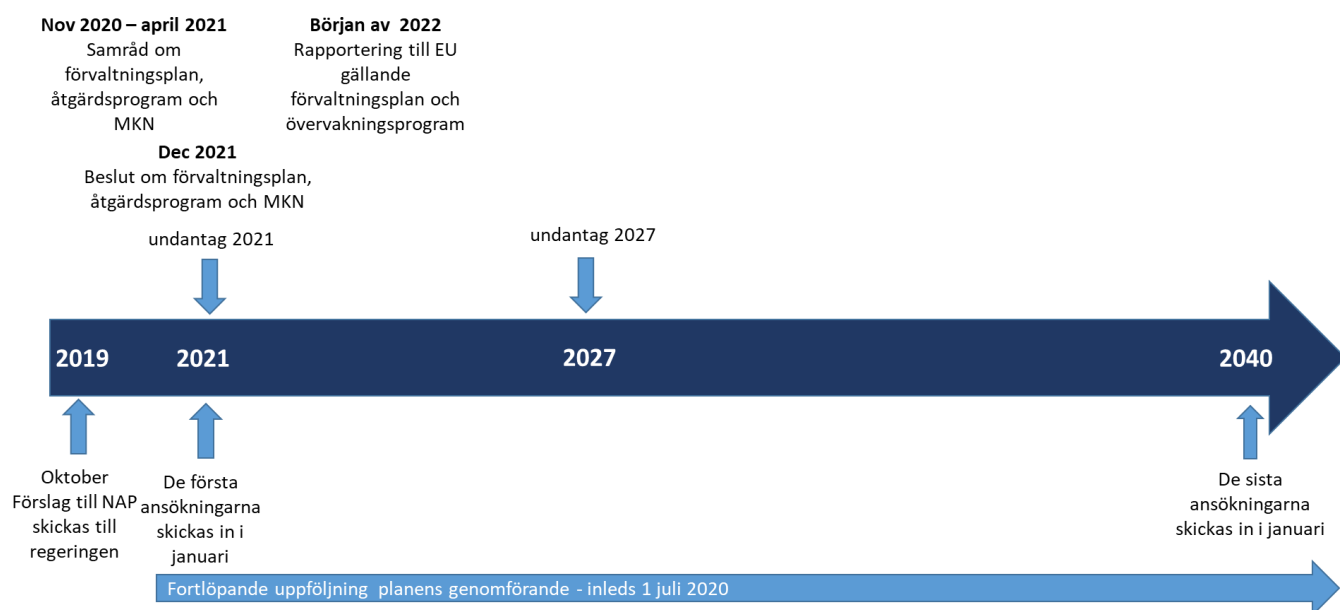 Nov 2020 – april 2021
Samråd om
förvaltningsplan,
åtgärdsprogram och
MKN
Början av 2022
Rapportering till EU
gällande
förvaltningsplan och
övervakningsprogram
Dec 2021
Beslut om förvaltningsplan,
åtgärdsprogram och MKN
undantag 2021
undantag 2027
2019
2021
2027
2040
Oktober
Förslag till NAP
skickas till
regeringen
De första
ansökningarna
skickas in i
januari
De sista
ansökningarna
skickas in i januari
Fortlöpande uppföljning planens genomförande - inleds 1 juli 2020